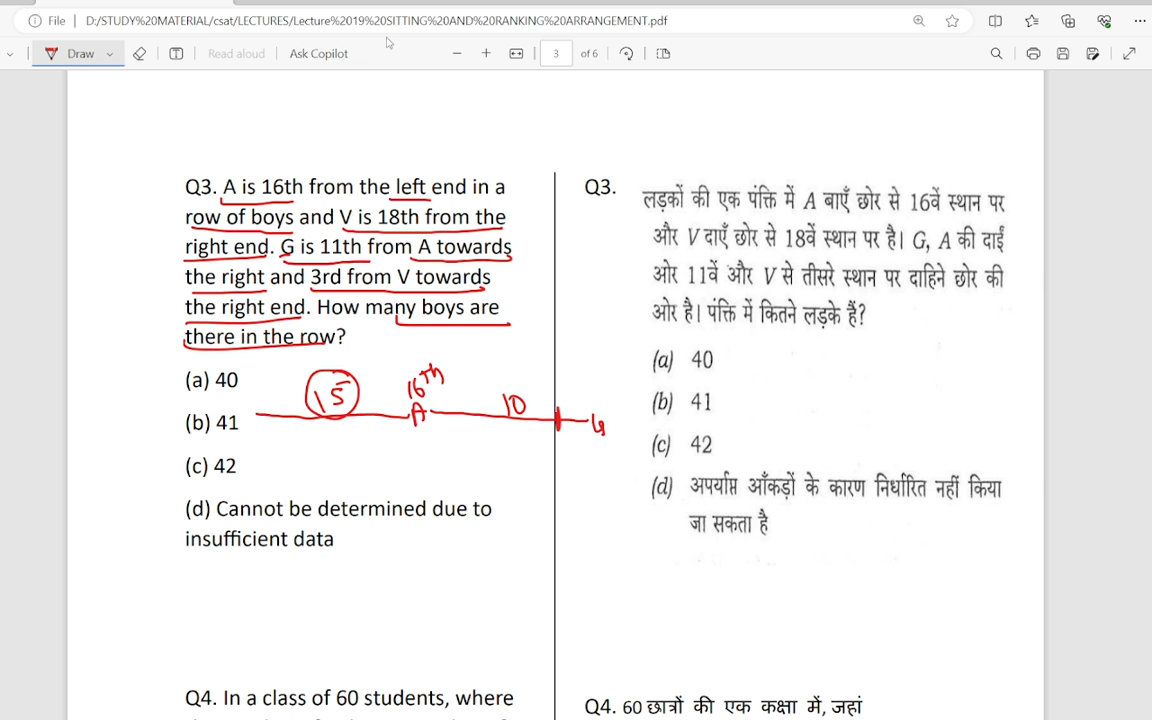 File D:/STUDY%20MATERIAL/csat/LECTURES/Lecture%2019%20SITTING%20AND%20RANKING%20ARRANGEMENT.pdf
Draw Read aloud Ask Copilot 3 of 6
Q3. A is 16th from the left end in a
row of boys and V is 18th from the
right end. G is 11th from A towards
the right and 3rd from V towards
the right end. How many boys are
there in the row?
(a) 40
(b) 41
(c) 42
(d) Cannot be determined due to
insufficient data
15 16th
A 10 G
Q4. In a class of 60 students, where
Q3. लड़कों की एक पंक्ति में A बाएँ छोर से 16वें स्थान पर
और V दाएँ छोर से 18वें स्थान पर है। G, A की दाईं
ओर 11वें और V से तीसरे स्थान पर दाहिने छोर की
ओर है। पंक्ति में कितने लड़के हैं?
(a) 40
(b) 41
(c) 42
(d) अपर्याप्त आँकड़ों के कारण निर्धारित नहीं किया
जा सकता है
Q4. 60 छात्रों की एक कक्षा में, जहां